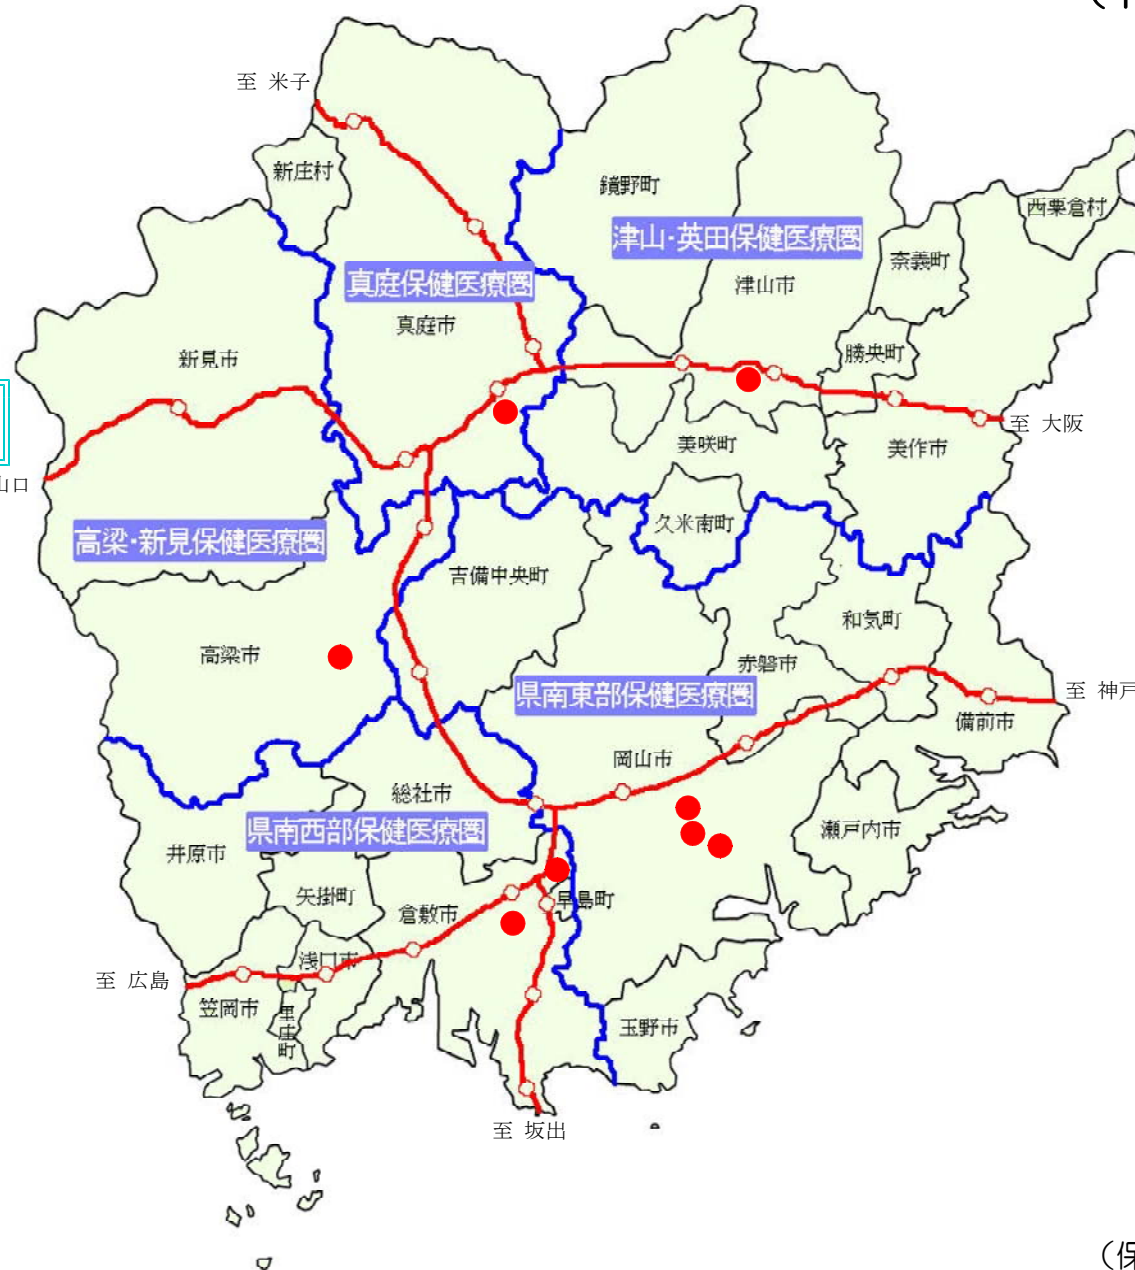 （
至 米子
新庄村
鏡野町
西粟倉村
津山・英田保健医療圏
奈義町
真庭保健医療圏
津山市
真庭市
勝央町
新見市
至 大阪
美咲町
美作市
山口
久米南町
高梁・新見保健医療圏
吉備中央町
和気町
高梁市
赤磐市
県南東部保健医療圏
至 神戸
備前市
岡山市
総社市
県南西部保健医療圏
瀬戸内市
井原市
矢掛町
早島町
倉敷市
浅口市
至 広島
笠岡市
里庄町
玉野市
至 坂出
（保